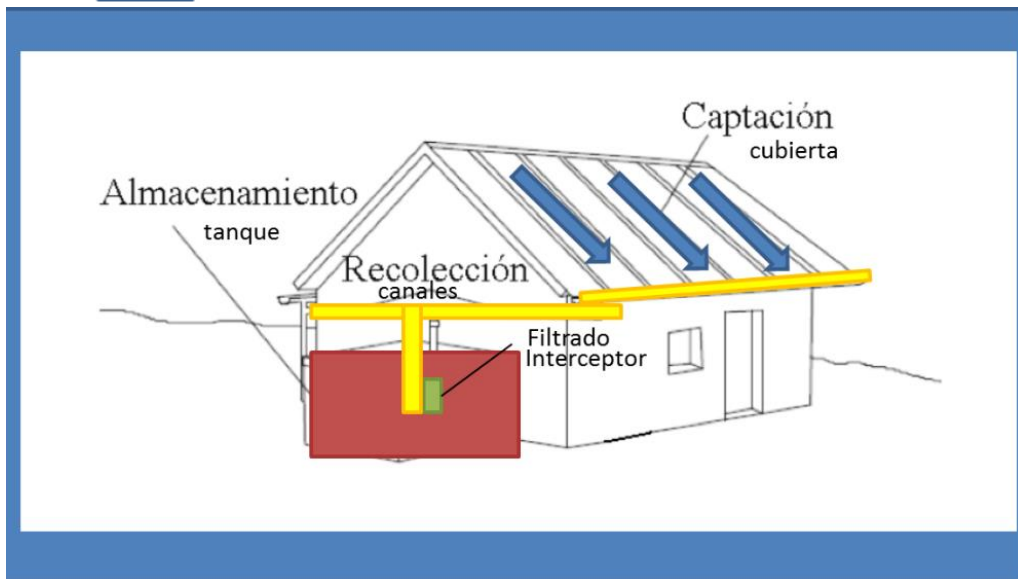 Captación
cubierta
Almacenamiento
tanque
Recolección
canales
Filtrado
Interceptor